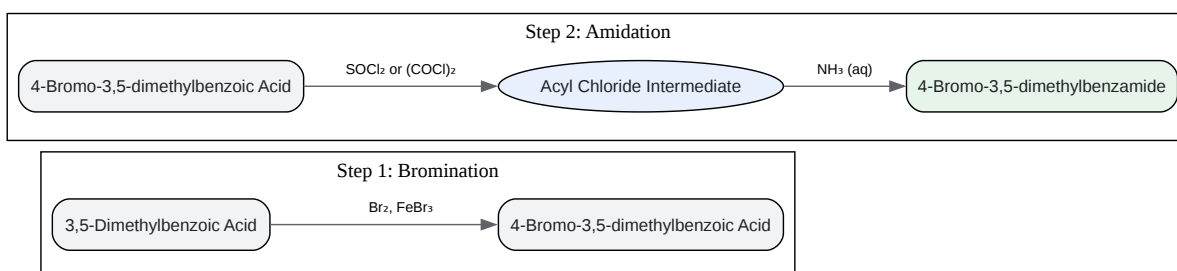 Step 2: Amidation
4-Bromo-3,5-dimethylbenzoic Acid
SOCl₂ or (COCl)₂
Acyl Chloride Intermediate
NH₃ (aq)
4-Bromo-3,5-dimethylbenzamide
Step 1: Bromination
3,5-Dimethylbenzoic Acid
Br₂, FeBr₃
4-Bromo-3,5-dimethylbenzoic Acid